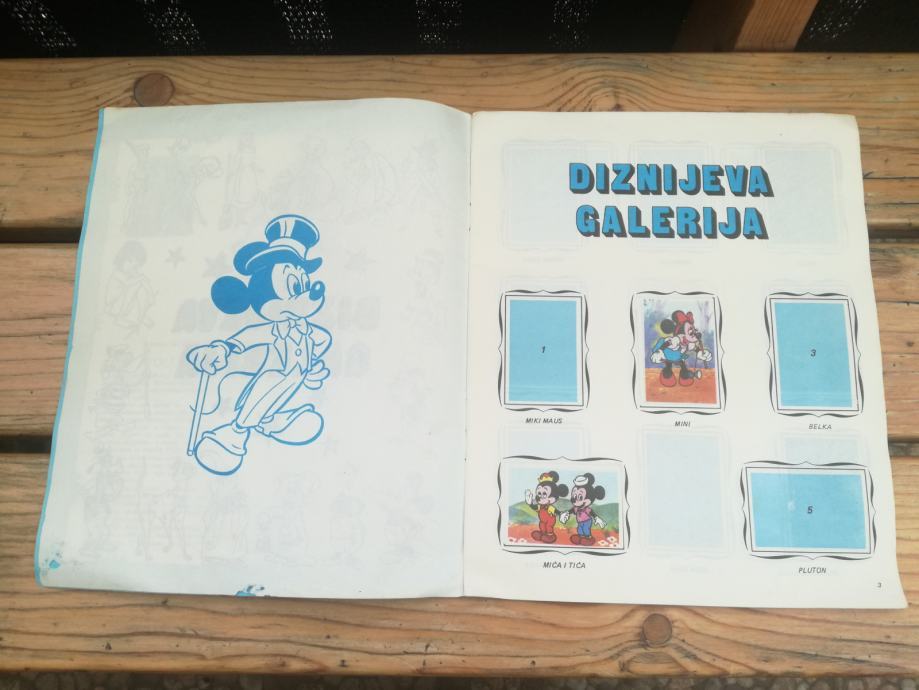 DIZNIJEVA
GALERIJA
1
3
MIKI MAUS
MINI
BELKA
5
MIĆA I TIĆA
PLUTON
3